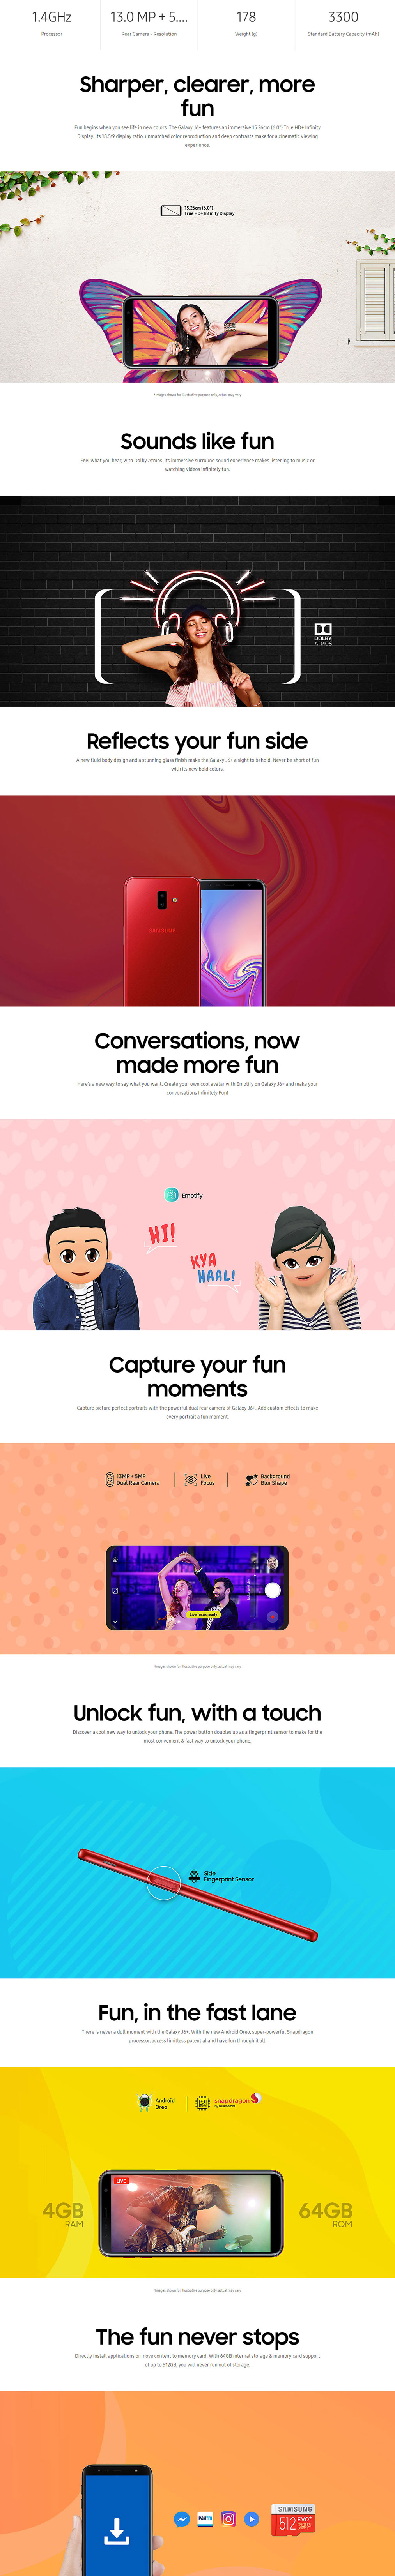 1.4GHz
Processor
13.0 MP + 5....
Rear Camera - Resolution
178
Weight (g)
3300
Standard Battery Capacity (mAh)
Sharper, clearer, more
fun
Fun begins when you see life in new colors. The Galaxy J6+ features an immersive 15.26cm (6.0") True HD+ Infinity
Display. Its 18.5:9 display ratio, unmatched color reproduction and deep contrasts make for a cinematic viewing
experience.
15.26cm (6.0")
True HD+ Infinity Display
*Images shown for illustrative purpose only, actual may vary.
Sounds like fun
Feel what you hear, with Dolby Atmos. Its immersive surround sound experience makes listening to music or
watching videos infinitely fun.
DOLBY
ATMOS
Reflects your fun side
A new fluid body design and a stunning glass finish make the Galaxy J6+ a sight to behold. Never be short of fun
with its new bold colors.
SAMSUNG
Conversations, now
made more fun
Here's a new way to say what you want. Create your own cool avatar with Emotify on Galaxy J6+ and make your
conversations infinitely Fun!
Emotify
HI!
KYA
HAAL!
Capture your fun
moments
Capture picture perfect portraits with the powerful dual rear camera of Galaxy J6+. Add custom effects to make
every portrait a fun moment.
13MP + 5MP
Dual Rear Camera
Live
Focus
Background
Blur Shape
Live focus ready
*Images shown for illustrative purpose only, actual may vary.
Unlock fun, with a touch
Discover a cool new way to unlock your phone. The power button doubles up as a fingerprint sensor to make for the
most convenient & fast way to unlock your phone.
Side
Fingerprint Sensor
Fun, in the fast lane
There is never a dull moment with the Galaxy J6+. With the new Android Oreo, super-powerful Snapdragon
processor, access limitless potential and have fun through it all.
Android
Oreo
snapdragon
by Qualcomm
LIVE
4GB
RAM
64GB
ROM
*Images shown for illustrative purpose only, actual may vary.
The fun never stops
Directly install applications or move content to memory card. With 64GB internal storage & memory card support
of up to 512GB, you will never run out of storage.
PAYTM
SAMSUNG
512 EVO+